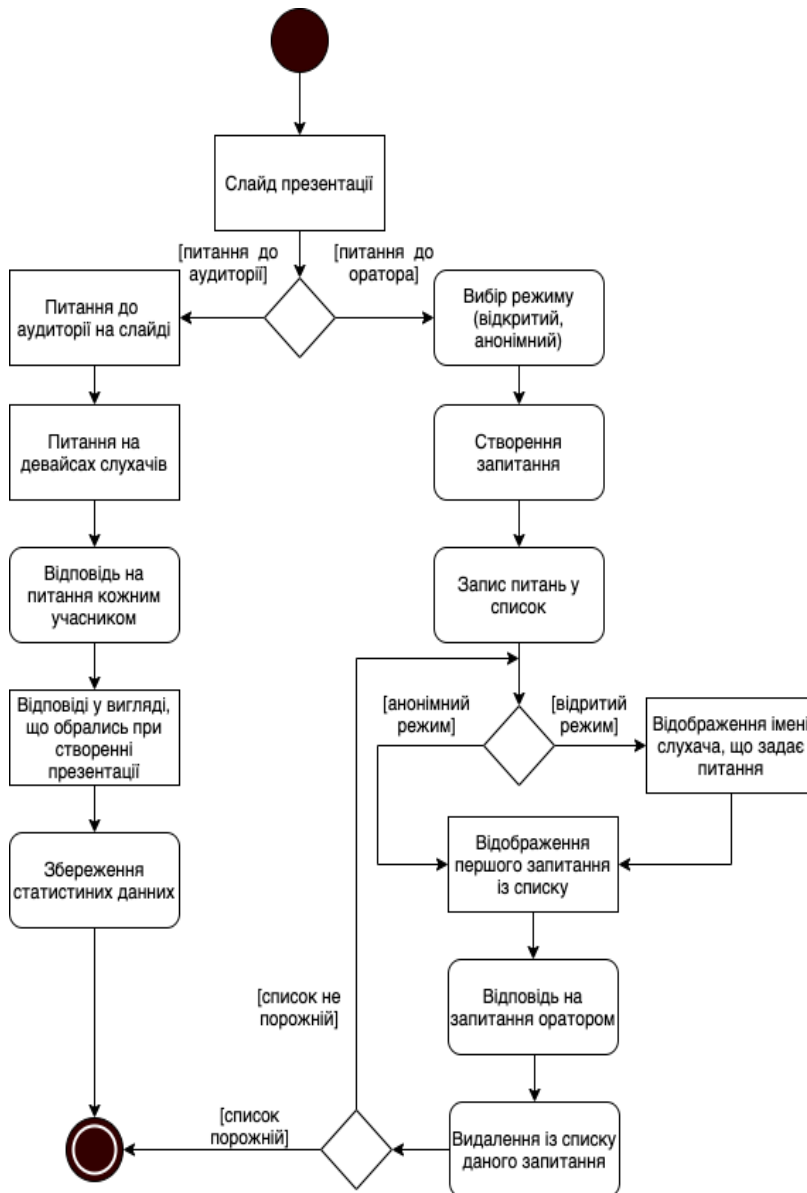 Слайд презентації
[питання до
аудиторії]
[питання до
оратора]
Питання до
аудиторії на слайді
Вибір режиму
(відкритий,
анонімний)
Питання на
девайсах слухачів
Створення
запитання
Відповідь на
питання кожним
учасником
Запис питань у
список
Відповіді у вигляді,
що обрались при
створенні
презентації
[анонімний
режим]
[відритий
режим]
Відображення імені
слухача, що задає
питання
Збереження
статистиних данних
Відображення
першого запитання
із списку
[список не
порожній]
Відповідь на
запитання оратором
[список
порожній]
Видалення із списку
даного запитання